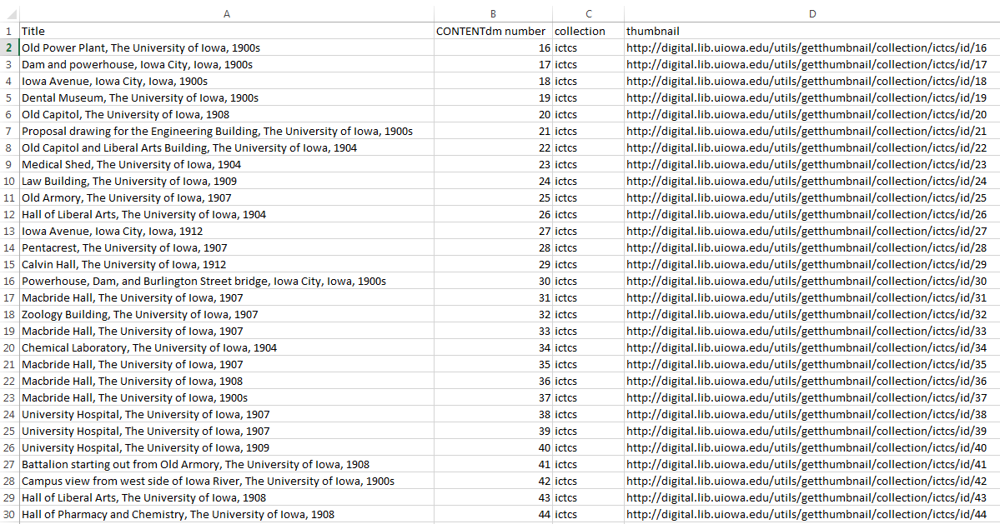 A B C D
1 Title CONTENTdm number collection thumbnail
2 Old Power Plant, The University of Iowa, 1900s 16 ictcs http://digital.lib.uiowa.edu/utils/getthumbnail/collection/ictcs/id/16
3 Dam and powerhouse, Iowa City, Iowa, 1900s 17 ictcs http://digital.lib.uiowa.edu/utils/getthumbnail/collection/ictcs/id/17
4 Iowa Avenue, Iowa City, Iowa, 1900s 18 ictcs http://digital.lib.uiowa.edu/utils/getthumbnail/collection/ictcs/id/18
5 Dental Museum, The University of Iowa, 1900s 19 ictcs http://digital.lib.uiowa.edu/utils/getthumbnail/collection/ictcs/id/19
6 Old Capitol, The University of Iowa, 1908 20 ictcs http://digital.lib.uiowa.edu/utils/getthumbnail/collection/ictcs/id/20
7 Proposal drawing for the Engineering Building, The University of Iowa, 1900s 21 ictcs http://digital.lib.uiowa.edu/utils/getthumbnail/collection/ictcs/id/21
8 Old Capitol and Liberal Arts Building, The University of Iowa, 1904 22 ictcs http://digital.lib.uiowa.edu/utils/getthumbnail/collection/ictcs/id/22
9 Medical Shed, The University of Iowa, 1904 23 ictcs http://digital.lib.uiowa.edu/utils/getthumbnail/collection/ictcs/id/23
10 Law Building, The University of Iowa, 1909 24 ictcs http://digital.lib.uiowa.edu/utils/getthumbnail/collection/ictcs/id/24
11 Old Armory, The University of Iowa, 1907 25 ictcs http://digital.lib.uiowa.edu/utils/getthumbnail/collection/ictcs/id/25
12 Hall of Liberal Arts, The University of Iowa, 1904 26 ictcs http://digital.lib.uiowa.edu/utils/getthumbnail/collection/ictcs/id/26
13 Iowa Avenue, Iowa City, Iowa, 1912 27 ictcs http://digital.lib.uiowa.edu/utils/getthumbnail/collection/ictcs/id/27
14 Pentacrest, The University of Iowa, 1907 28 ictcs http://digital.lib.uiowa.edu/utils/getthumbnail/collection/ictcs/id/28
15 Calvin Hall, The University of Iowa, 1912 29 ictcs http://digital.lib.uiowa.edu/utils/getthumbnail/collection/ictcs/id/29
16 Powerhouse, Dam, and Burlington Street bridge, Iowa City, Iowa, 1900s 30 ictcs http://digital.lib.uiowa.edu/utils/getthumbnail/collection/ictcs/id/30
17 Macbride Hall, The University of Iowa, 1907 31 ictcs http://digital.lib.uiowa.edu/utils/getthumbnail/collection/ictcs/id/31
18 Zoology Building, The University of Iowa, 1907 32 ictcs http://digital.lib.uiowa.edu/utils/getthumbnail/collection/ictcs/id/32
19 Macbride Hall, The University of Iowa, 1907 33 ictcs http://digital.lib.uiowa.edu/utils/getthumbnail/collection/ictcs/id/33
20 Chemical Laboratory, The University of Iowa, 1904 34 ictcs http://digital.lib.uiowa.edu/utils/getthumbnail/collection/ictcs/id/34
21 Macbride Hall, The University of Iowa, 1907 35 ictcs http://digital.lib.uiowa.edu/utils/getthumbnail/collection/ictcs/id/35
22 Macbride Hall, The University of Iowa, 1908 36 ictcs http://digital.lib.uiowa.edu/utils/getthumbnail/collection/ictcs/id/36
23 Macbride Hall, The University of Iowa, 1900s 37 ictcs http://digital.lib.uiowa.edu/utils/getthumbnail/collection/ictcs/id/37
24 University Hospital, The University of Iowa, 1907 38 ictcs http://digital.lib.uiowa.edu/utils/getthumbnail/collection/ictcs/id/38
25 University Hospital, The University of Iowa, 1907 39 ictcs http://digital.lib.uiowa.edu/utils/getthumbnail/collection/ictcs/id/39
26 University Hospital, The University of Iowa, 1909 40 ictcs http://digital.lib.uiowa.edu/utils/getthumbnail/collection/ictcs/id/40
27 Battalion starting out from Old Armory, The University of Iowa, 1908 41 ictcs http://digital.lib.uiowa.edu/utils/getthumbnail/collection/ictcs/id/41
28 Campus view from west side of Iowa River, The University of Iowa, 1900s 42 ictcs http://digital.lib.uiowa.edu/utils/getthumbnail/collection/ictcs/id/42
29 Hall of Liberal Arts, The University of Iowa, 1908 43 ictcs http://digital.lib.uiowa.edu/utils/getthumbnail/collection/ictcs/id/43
30 Hall of Pharmacy and Chemistry, The University of Iowa, 1908 44 ictcs http://digital.lib.uiowa.edu/utils/getthumbnail/collection/ictcs/id/44